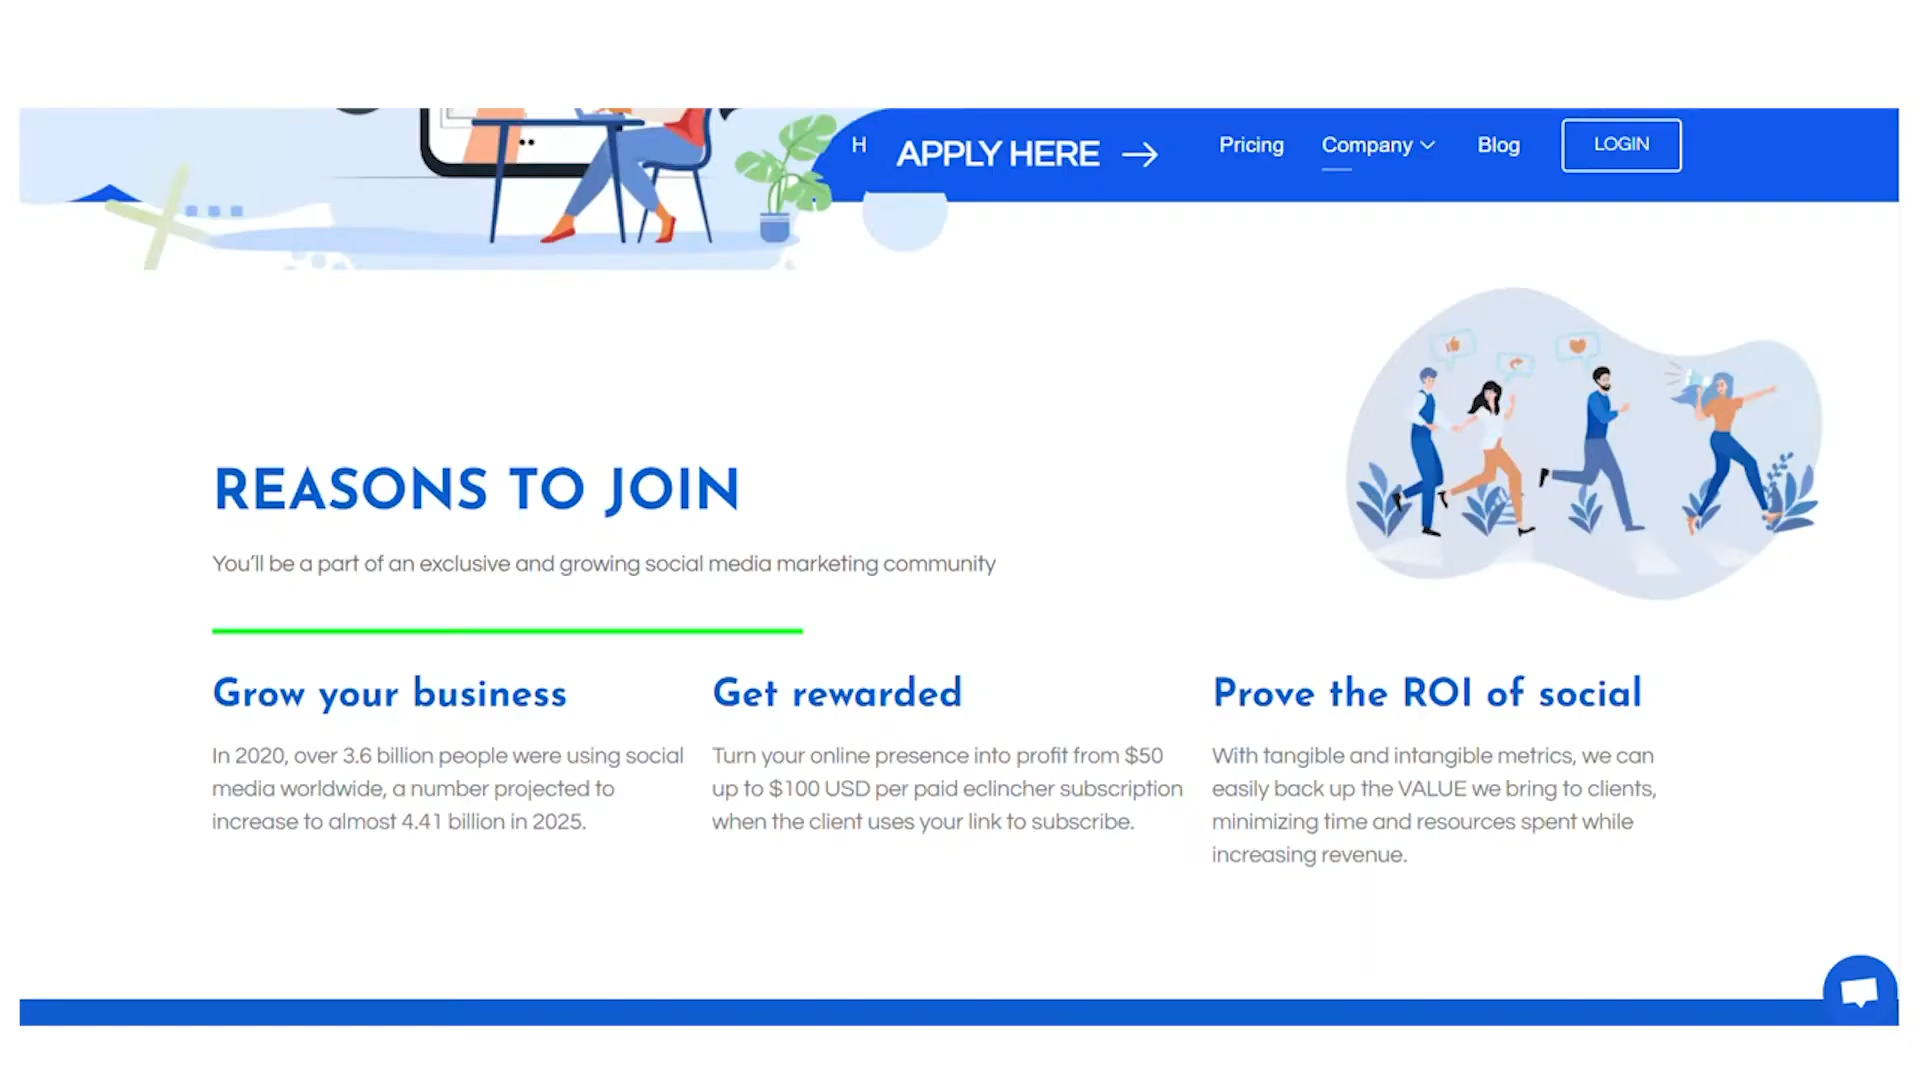 H APPLY HERE → Pricing Company Blog LOGIN
REASONS TO JOIN
You'll be a part of an exclusive and growing social media marketing community
Grow your business
In 2020, over 3.6 billion people were using social
media worldwide, a number projected to
increase to almost 4.41 billion in 2025.
Get rewarded
Turn your online presence into profit from $50
up to $100 USD per paid eclincher subscription
when the client uses your link to subscribe.
Prove the ROI of social
With tangible and intangible metrics, we can
easily back up the VALUE we bring to clients,
minimizing time and resources spent while
increasing revenue.